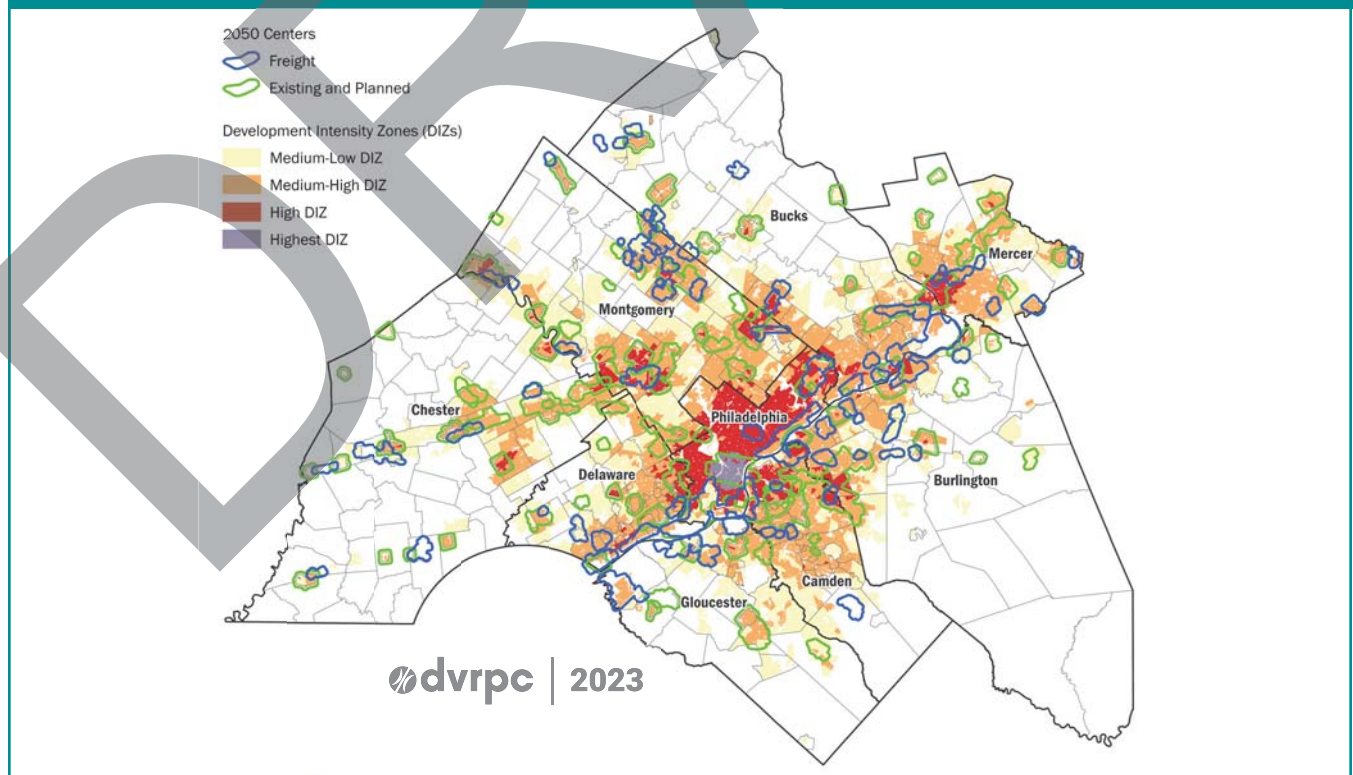 2050 Centers
Freight
Existing and Planned
Development Intensity Zones (DIZs)
Medium-Low DIZ
Medium-High DIZ
High DIZ
Highest DIZ
Bucks
Mercer
Montgomery
Chester
Philadelphia
Delaware
Burlington
Camden
Gloucester
dvrpc | 2023